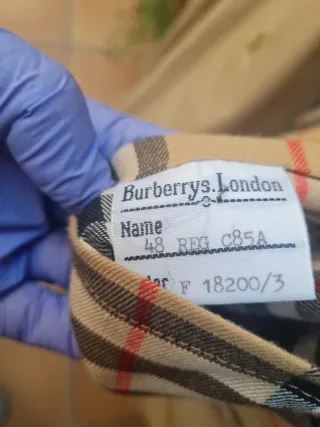 Burberrys.London
Name
48 REG C85A
F 18200/3